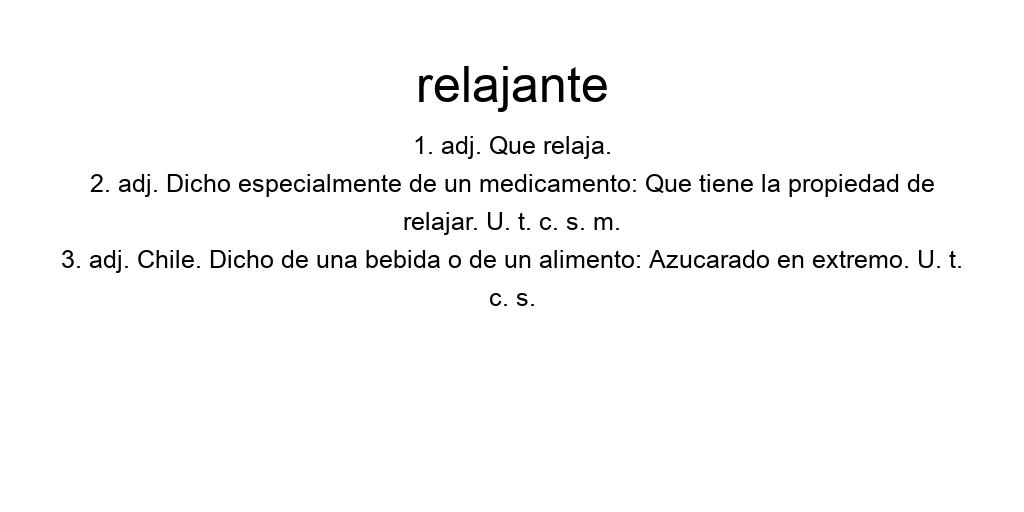 relajante
1. adj. Que relaja.
2. adj. Dicho especialmente de un medicamento: Que tiene la propiedad de
relajar. U. t. c. s. m.
3. adj. Chile. Dicho de una bebida o de un alimento: Azucarado en extremo. U. t.
c. s.